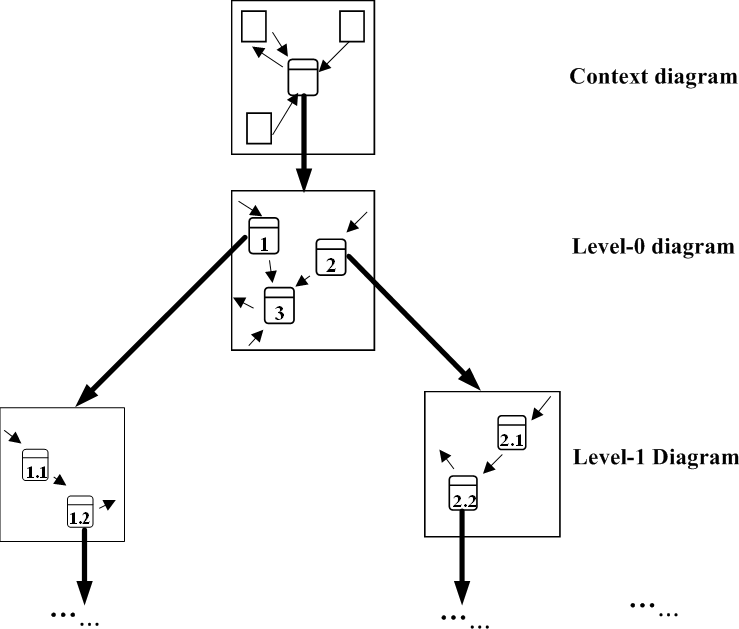 Context diagram
1
Level-0 diagram
2
3
2.1
Level-1 Diagram
1.1
2.2
1.2
...... ...... ......